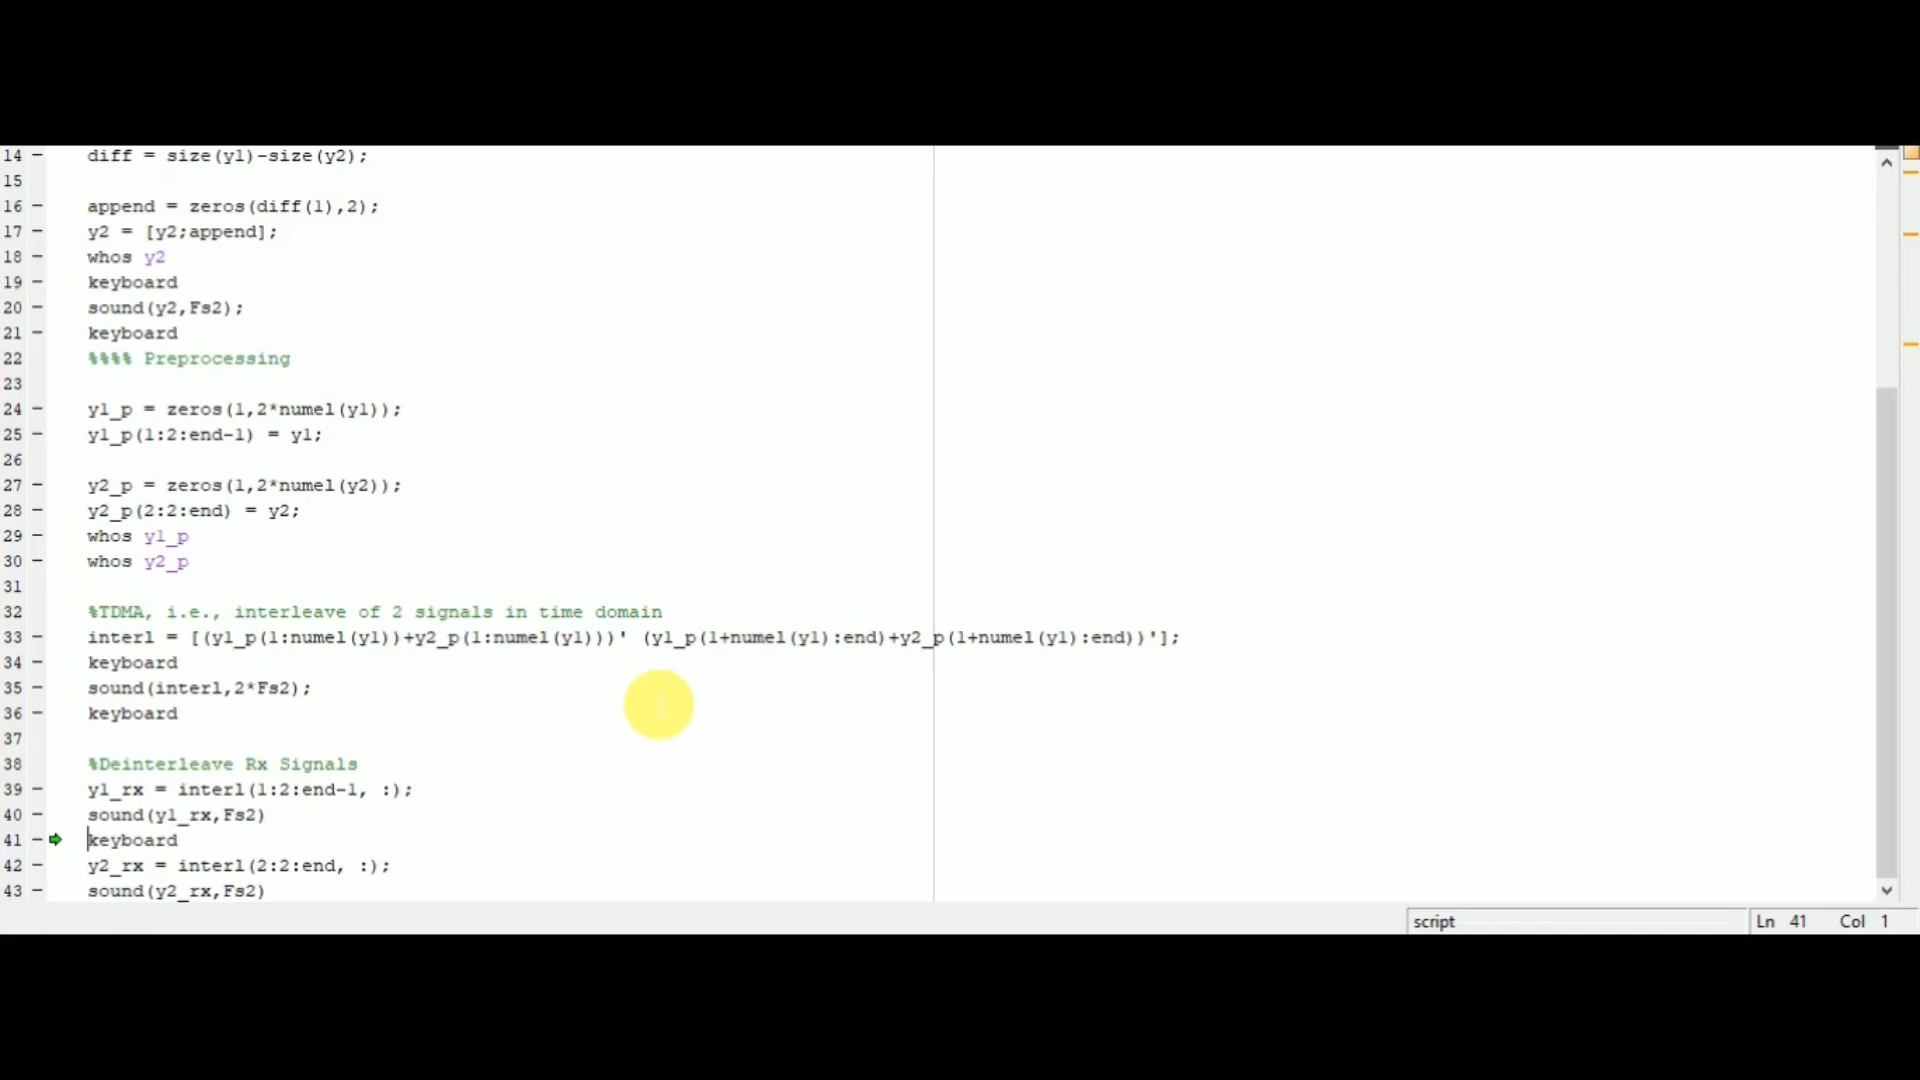 14 − diff = size(y1)-size(y2);
15
16 − append = zeros(diff(1),2);
17 − y2 = [y2;append];
18 − whos y2
19 − keyboard
20 − sound(y2,Fs2);
21 − keyboard
22 %%%% Preprocessing
23
24 − y1_p = zeros(1,2*numel(y1));
25 − y1_p(1:2:end-1) = y1;
26
27 − y2_p = zeros(1,2*numel(y2));
28 − y2_p(2:2:end) = y2;
29 − whos y1_p
30 − whos y2_p
31
32 %TDMA, i.e., interleave of 2 signals in time domain
33 − interl = [(y1_p(1:numel(y1))+y2_p(1:numel(y1)))' (y1_p(1+numel(y1):end)+y2_p(1+numel(y1):end))'];
34 − keyboard
35 − sound(interl,2*Fs2);
36 − keyboard
37
38 %Deinterleave Rx Signals
39 − y1_rx = interl(1:2:end-1, :);
40 − sound(y1_rx,Fs2)
41 − keyboard
42 − y2_rx = interl(2:2:end, :);
43 − sound(y2_rx,Fs2)
script Ln 41 Col 1